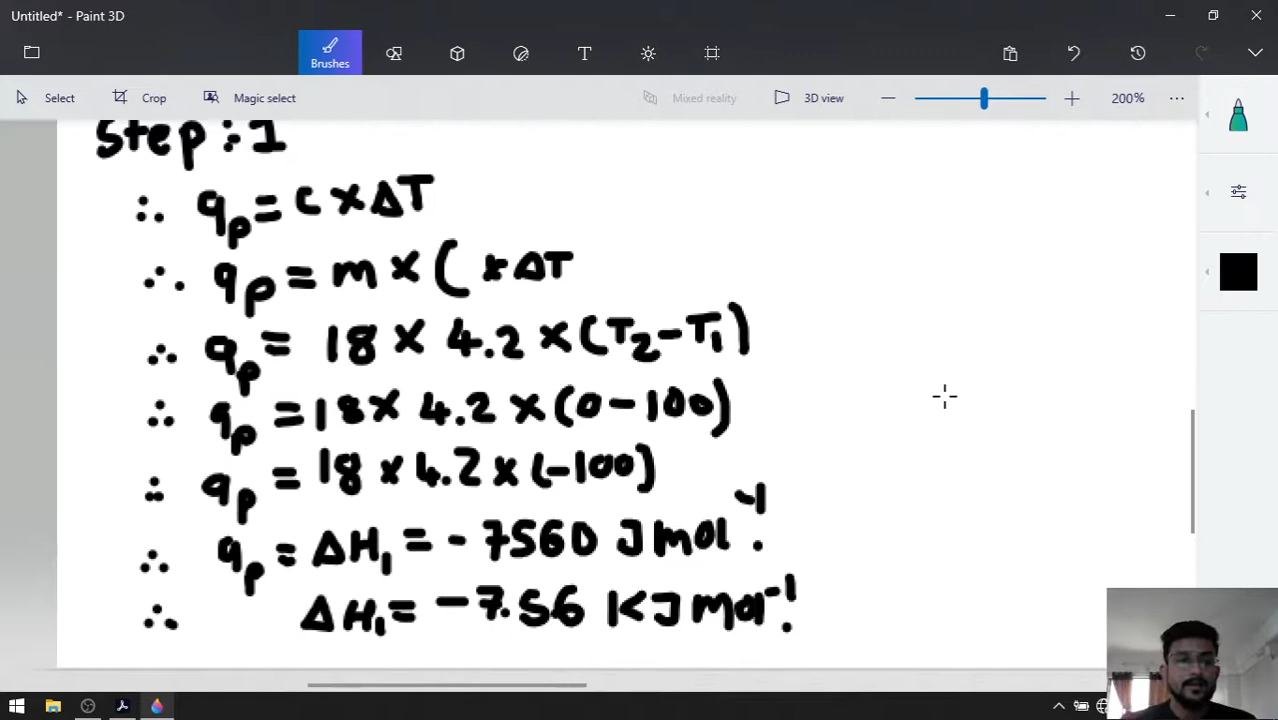 Untitled* - Paint 3D
Brushes
Select
Crop
Magic select
Mixed reality
3D view
200%
Step : 1
∴ qp = C × ΔT
∴ qp = m × C × ΔT
∴ qp = 18 × 4.2 × (T2 - T1)
∴ qp = 18 × 4.2 × (0 - 100)
∴ qp = 18 × 4.2 × (-100)
∴ qp = ΔH1 = - 7560 J mol-1.
∴ ΔH1 = - 7.56 KJ mol-1.